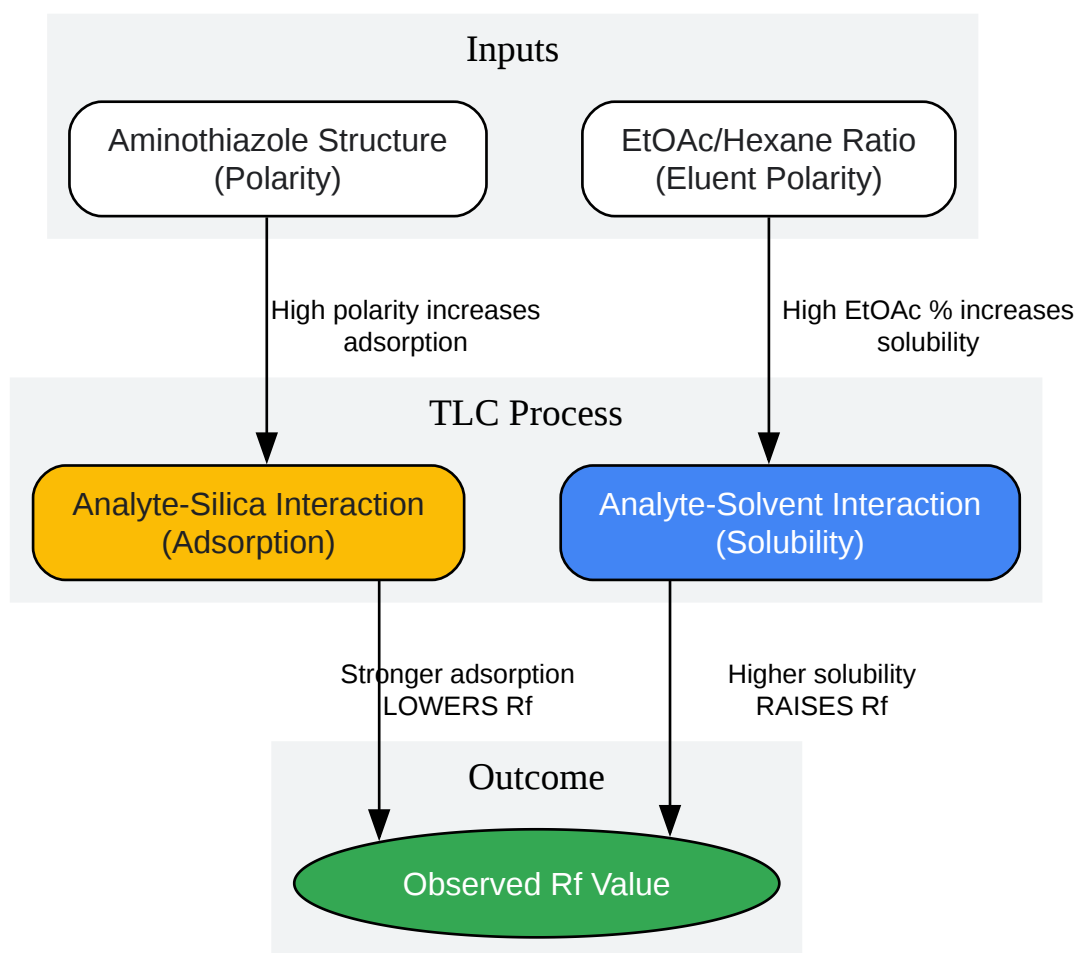 Inputs
Aminothiazole Structure
(Polarity)
EtOAc/Hexane Ratio
(Eluent Polarity)
High polarity increases
adsorption
High EtOAc % increases
solubility
TLC Process
Analyte-Silica Interaction
(Adsorption)
Analyte-Solvent Interaction
(Solubility)
Stronger adsorption
LOWERS Rf
Higher solubility
RAISES Rf
Outcome
Observed Rf Value